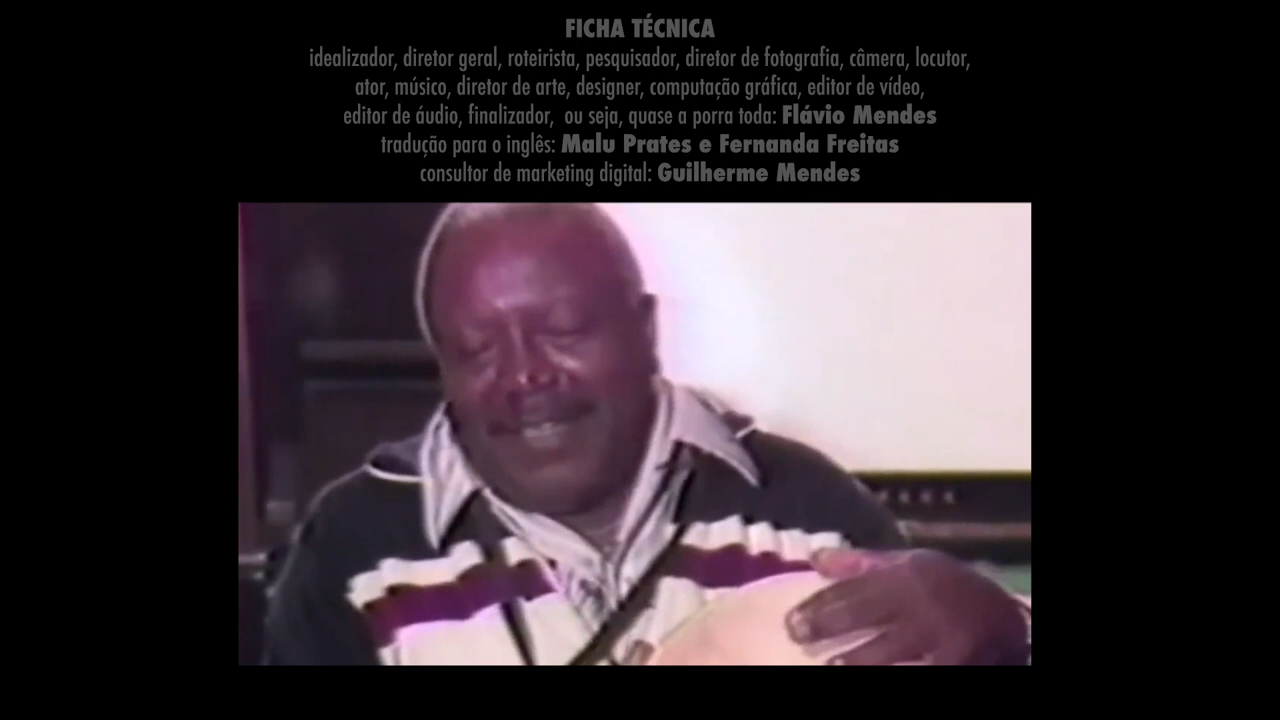 FICHA TÉCNICA
idealizador, diretor geral, roteirista, pesquisador, diretor de fotografia, câmera, locutor,
ator, músico, diretor de arte, designer, computação gráfica, editor de vídeo,
editor de áudio, finalizador, ou seja, quase a porra toda: Flávio Mendes
tradução para o inglês: Malu Prates e Fernanda Freitas
consultor de marketing digital: Guilherme Mendes